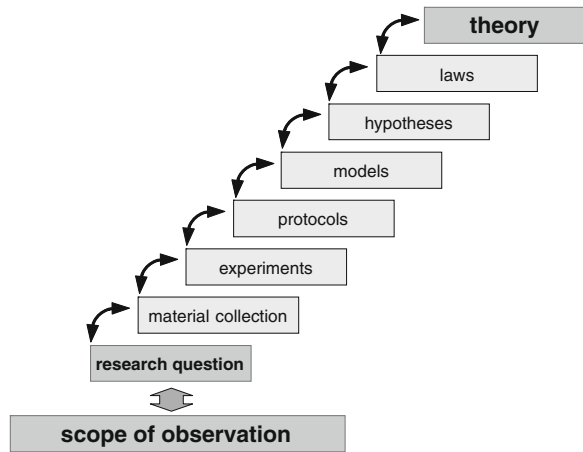 theory
laws
hypotheses
models
protocols
experiments
material collection
research question
scope of observation